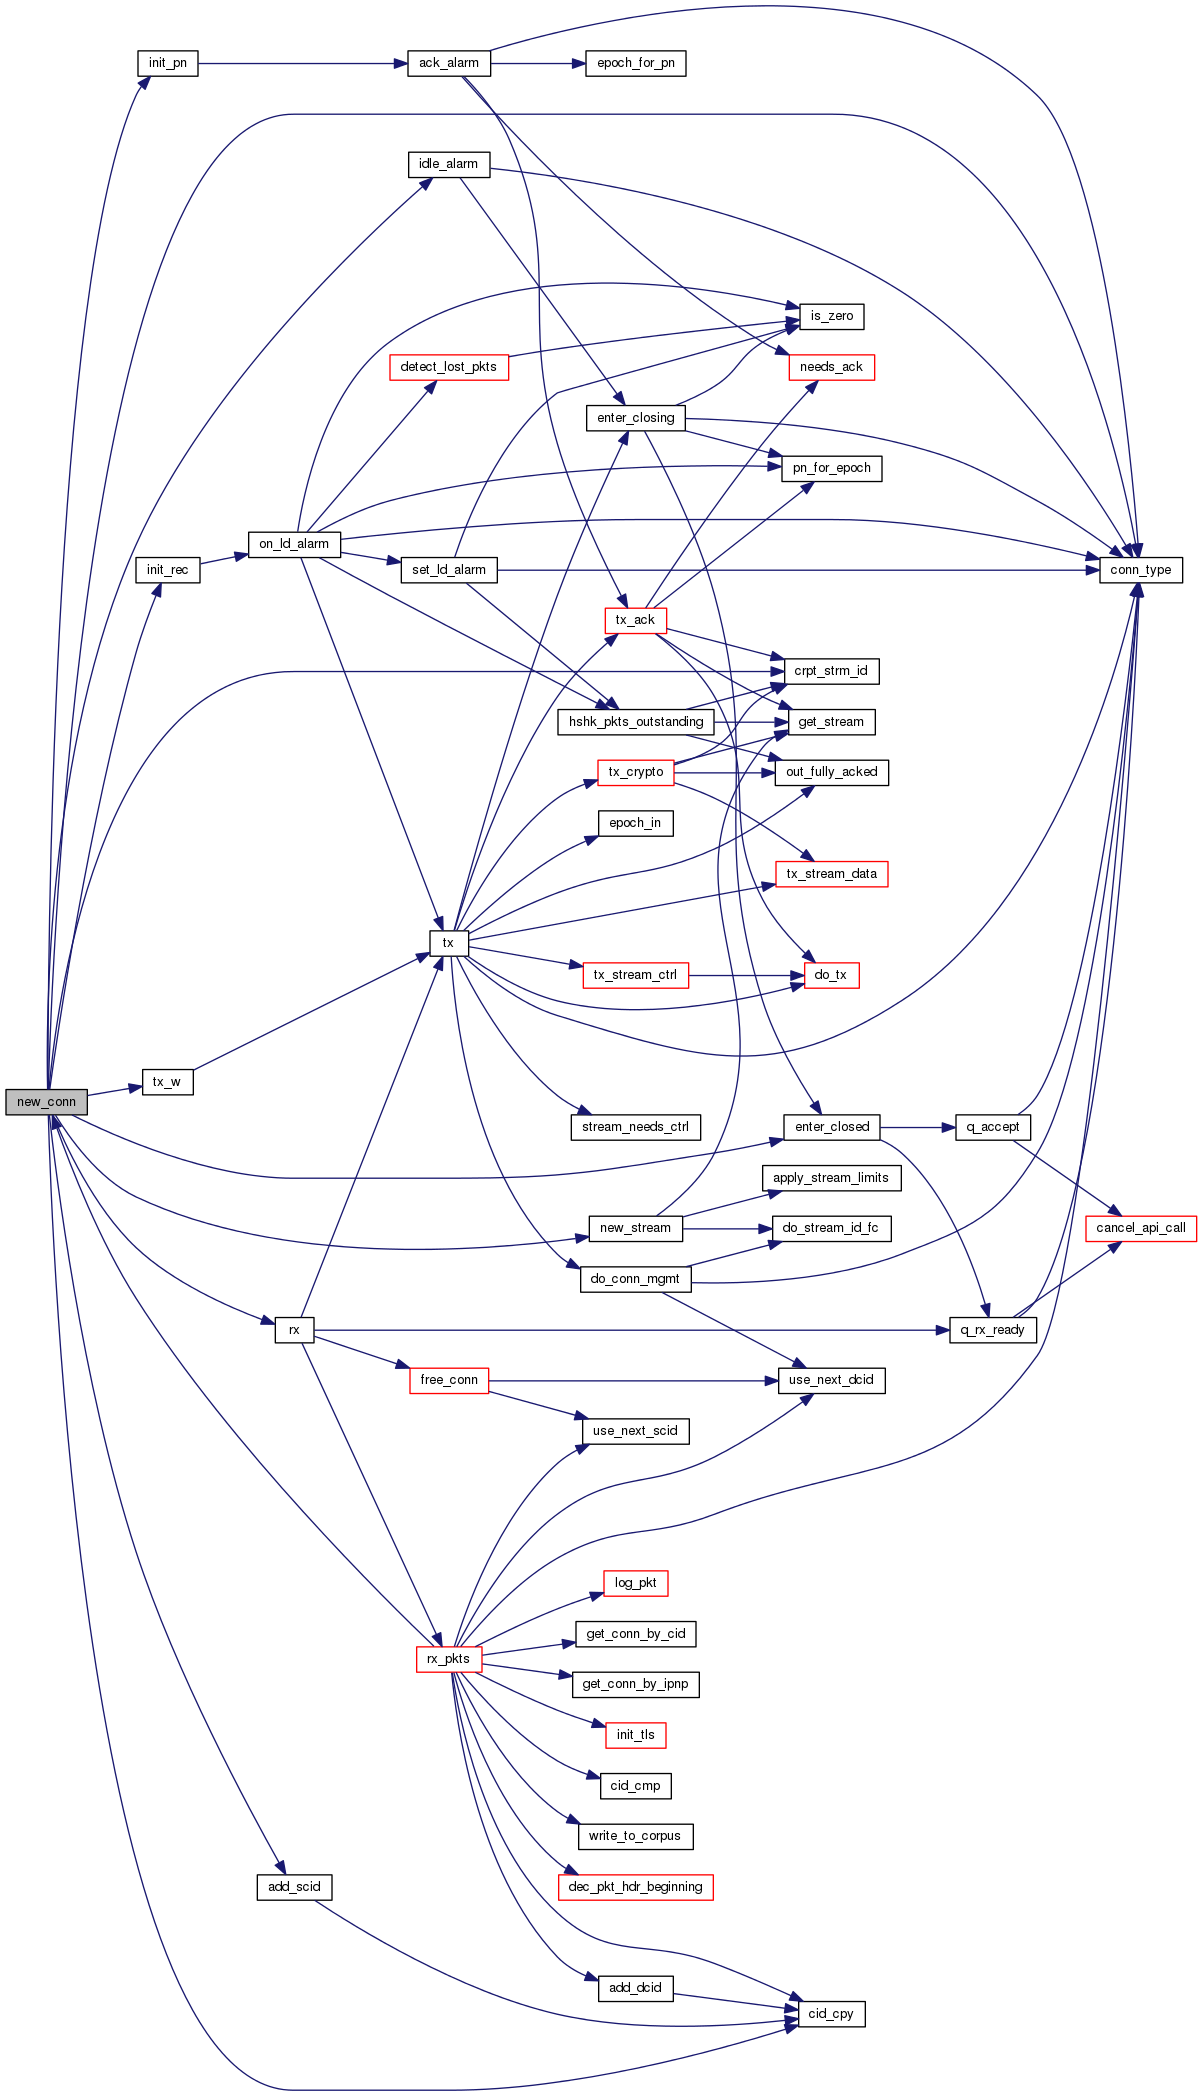 init_pn
ack_alarm
epoch_for_pn
idle_alarm
is_zero
detect_lost_pkts
needs_ack
enter_closing
pn_for_epoch
on_ld_alarm
init_rec
set_ld_alarm
conn_type
tx_ack
crpt_strm_id
hshk_pkts_outstanding
get_stream
tx_crypto
out_fully_acked
epoch_in
tx_stream_data
tx
tx_stream_ctrl
do_tx
tx_w
new_conn
stream_needs_ctrl
enter_closed
q_accept
apply_stream_limits
new_stream
do_stream_id_fc
cancel_api_call
do_conn_mgmt
rx
q_rx_ready
free_conn
use_next_dcid
use_next_scid
log_pkt
get_conn_by_cid
rx_pkts
get_conn_by_ipnp
init_tls
cid_cmp
write_to_corpus
add_scid
dec_pkt_hdr_beginning
add_dcid
cid_cpy